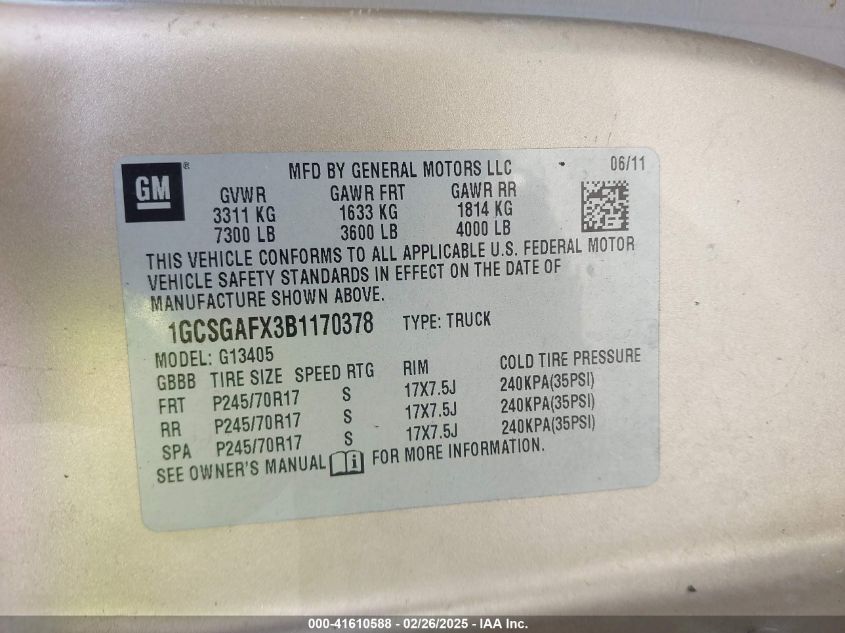 GM ®
MFD BY GENERAL MOTORS LLC 06/11
GVWR GAWR FRT GAWR RR
3311 KG 1633 KG 1814 KG
7300 LB 3600 LB 4000 LB
THIS VEHICLE CONFORMS TO ALL APPLICABLE U.S. FEDERAL MOTOR
VEHICLE SAFETY STANDARDS IN EFFECT ON THE DATE OF
MANUFACTURE SHOWN ABOVE.
1GCSGAFX3B1170378 TYPE: TRUCK
MODEL: G13405
GBBB TIRE SIZE SPEED RTG RIM COLD TIRE PRESSURE
FRT P245/70R17 S 17X7.5J 240KPA(35PSI)
RR P245/70R17 S 17X7.5J 240KPA(35PSI)
SPA P245/70R17 S 17X7.5J 240KPA(35PSI)
SEE OWNER'S MANUAL i FOR MORE INFORMATION.
000-41610588 - 02/26/2025 - IAA Inc.